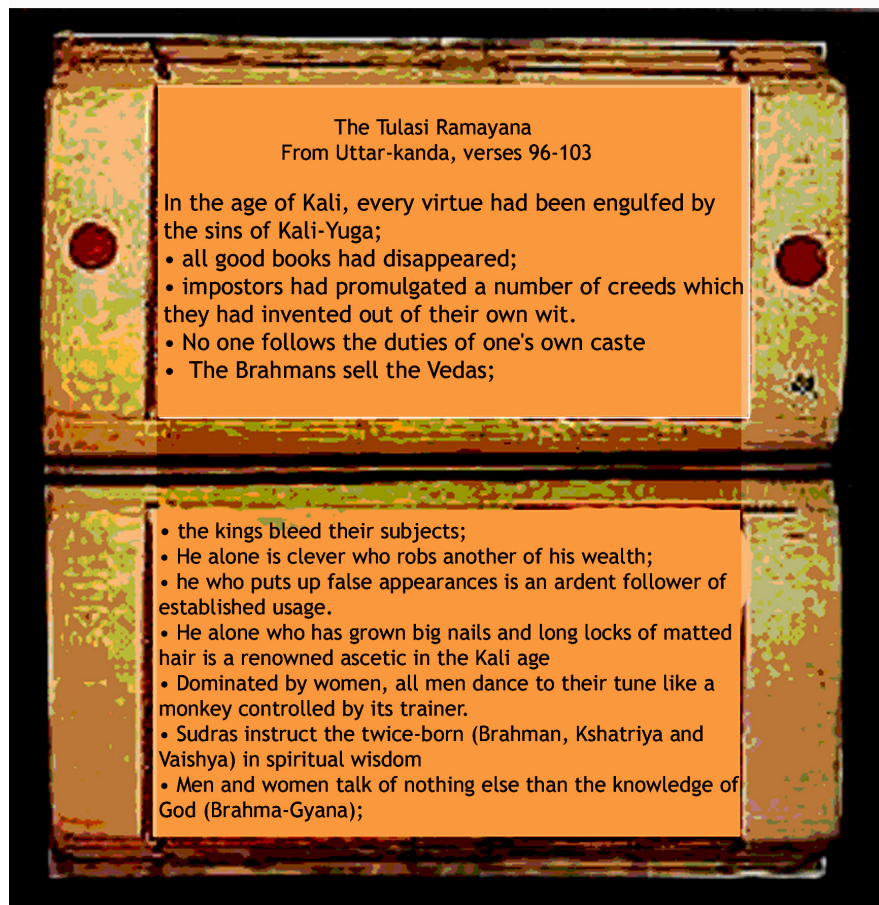 The Tulasi Ramayana
From Uttar-kanda, verses 96-103
In the age of Kali, every virtue had been engulfed by
the sins of Kali-Yuga;
• all good books had disappeared;
• impostors had promulgated a number of creeds which
they had invented out of their own wit.
• No one follows the duties of one's own caste
• The Brahmans sell the Vedas;
• the kings bleed their subjects;
• He alone is clever who robs another of his wealth;
• he who puts up false appearances is an ardent follower of
established usage.
• He alone who has grown big nails and long locks of matted
hair is a renowned ascetic in the Kali age
• Dominated by women, all men dance to their tune like a
monkey controlled by its trainer.
• Sudras instruct the twice-born (Brahman, Kshatriya and
Vaishya) in spiritual wisdom
• Men and women talk of nothing else than the knowledge of
God (Brahma-Gyana);